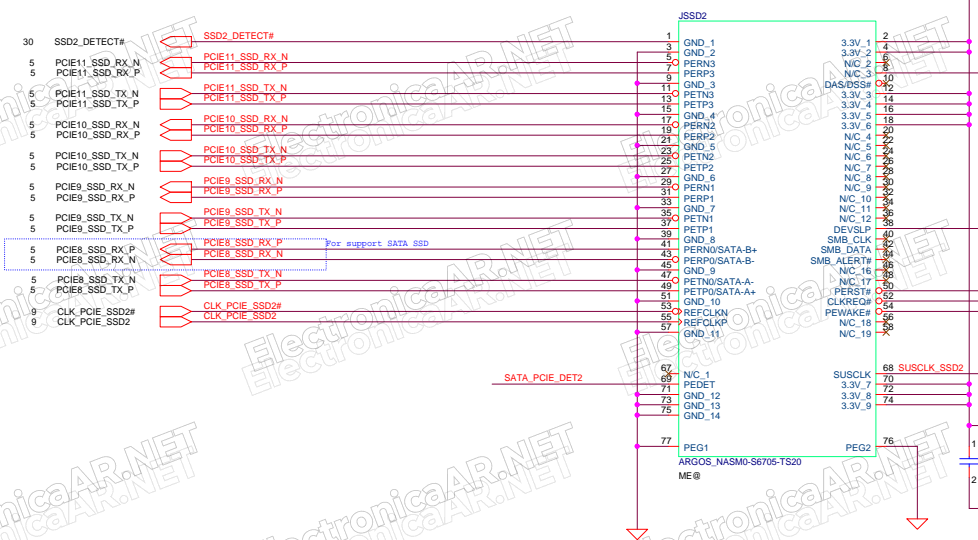 JSSD2
30 SSD2_DETECT# SSD2_DETECT# 1 GND_1 3.3V_1 2
3 GND_2 3.3V_2 4
5 PCIE11_SSD_RX_N PCIE11_SSD_RX_N 5 PERN3 N/C_2 6
5 PCIE11_SSD_RX_P PCIE11_SSD_RX_P 7 PERP3 N/C_3 8
9 GND_3 DAS/DSS# 10
5 PCIE11_SSD_TX_N PCIE11_SSD_TX_N 11 PETN3 3.3V_3 12
5 PCIE11_SSD_TX_P PCIE11_SSD_TX_P 13 PETP3 3.3V_4 14
15 GND_4 3.3V_5 16
5 PCIE10_SSD_RX_N PCIE10_SSD_RX_N 17 PERN2 3.3V_6 18
5 PCIE10_SSD_RX_P PCIE10_SSD_RX_P 19 PERP2 N/C_4 20
21 GND_5 N/C_5 22
5 PCIE10_SSD_TX_N PCIE10_SSD_TX_N 23 PETN2 N/C_6 24
5 PCIE10_SSD_TX_P PCIE10_SSD_TX_P 25 PETP2 N/C_7 26
27 GND_6 N/C_8 28
5 PCIE9_SSD_RX_N PCIE9_SSD_RX_N 29 PERN1 N/C_9 30
5 PCIE9_SSD_RX_P PCIE9_SSD_RX_P 31 PERP1 N/C_10 32
33 GND_7 N/C_11 34
5 PCIE9_SSD_TX_N PCIE9_SSD_TX_N 35 PETN1 N/C_12 36
5 PCIE9_SSD_TX_P PCIE9_SSD_TX_P 37 PETP1 DEVSLP 38
39 GND_8 SMB_CLK 40
For support SATA SSD
5 PCIE8_SSD_RX_P PCIE8_SSD_RX_P 41 PERN0/SATA-B+ SMB_DATA 42
5 PCIE8_SSD_RX_N PCIE8_SSD_RX_N 43 PERP0/SATA-B- SMB_ALERT# 44
45 GND_9 N/C_16 46
5 PCIE8_SSD_TX_N PCIE8_SSD_TX_N 47 PETN0/SATA-A- N/C_17 48
5 PCIE8_SSD_TX_P PCIE8_SSD_TX_P 49 PETP0/SATA-A+ PERST# 50
51 GND_10 CLKREQ# 52
9 CLK_PCIE_SSD2# CLK_PCIE_SSD2# 53 REFCLKN PEWAKE# 54
9 CLK_PCIE_SSD2 CLK_PCIE_SSD2 55 REFCLKP N/C_18 56
57 GND_11 N/C_19 58
67 N/C_1 SUSCLK 68 SUSCLK_SSD2
SATA_PCIE_DET2 69 PEDET 3.3V_7 70
71 GND_12 3.3V_8 72
73 GND_13 3.3V_9 74
75 GND_14
77 PEG1 PEG2 76
1
2
ARGOS_NASM0-S6705-TS20
ME@
ElectronicaAR.NET